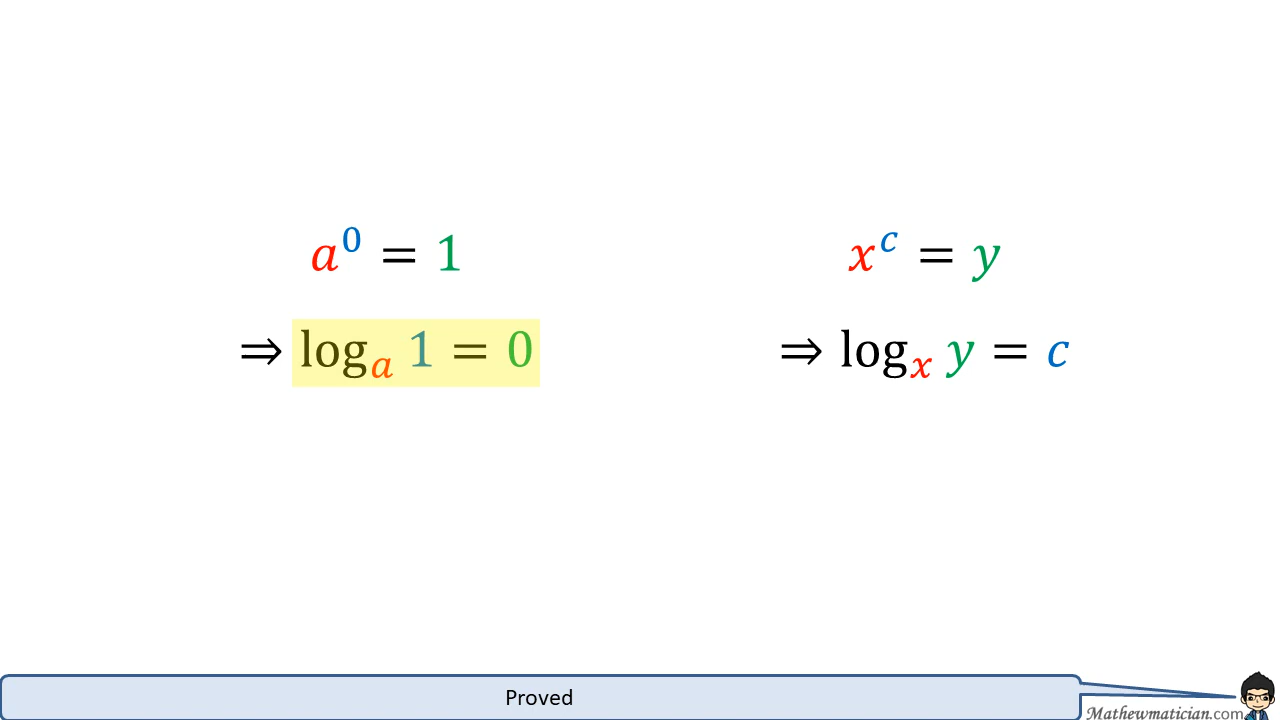 a⁰ = 1
xᶜ = y
⇒ logₐ 1 = 0
⇒ logₓ y = c
Proved
Mathewmatician.com